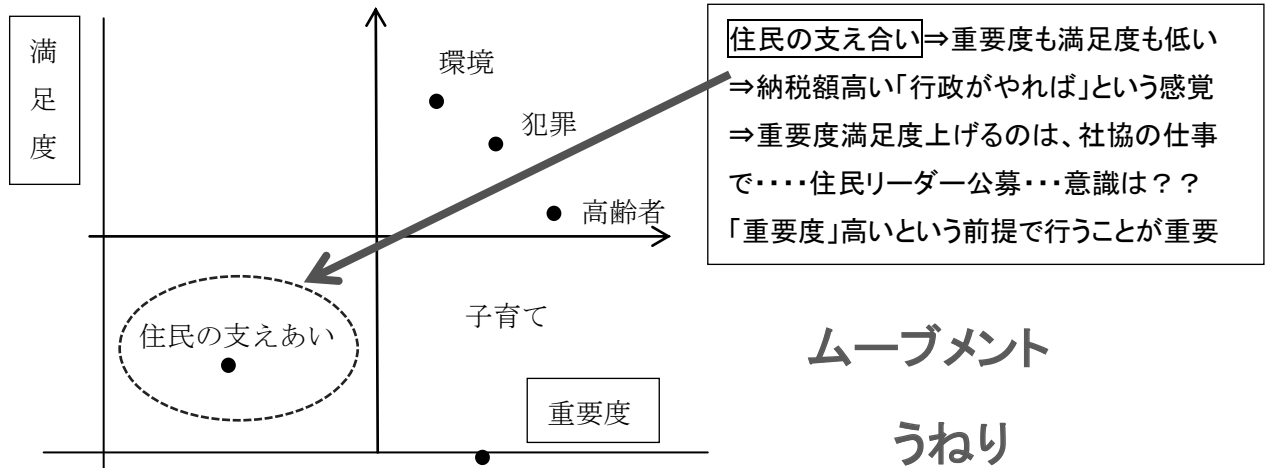 満足度
環境
犯罪
高齢者
住民の支えあい
子育て
重要度
住民の支え合い⇒重要度も満足度も低い
⇒納税額高い「行政がやれば」という感覚
⇒重要度満足度上げるのは、社協の仕事
で・・・・住民リーダー公募・・・意識は？？
「重要度」高いという前提で行うことが重要
ムーブメント
うねり